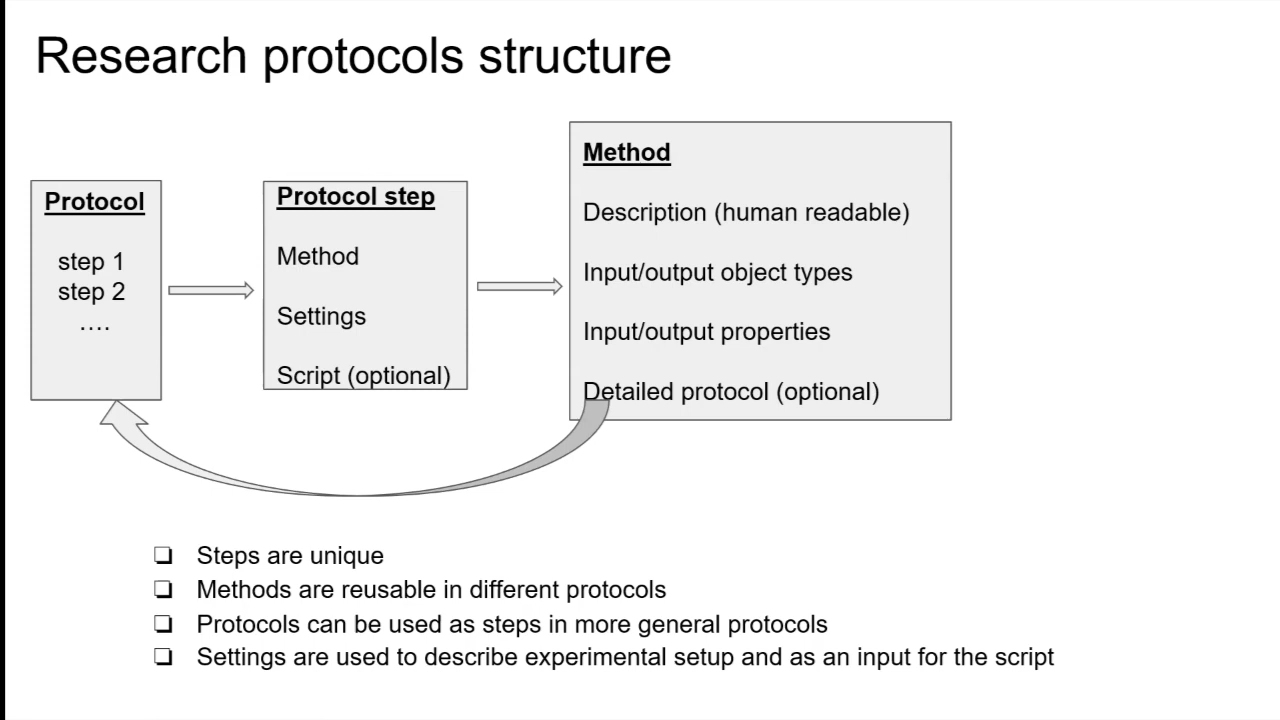 Research protocols structure
Protocol
step 1
step 2
....
Protocol step
Method
Settings
Script (optional)
Method
Description (human readable)
Input/output object types
Input/output properties
Detailed protocol (optional)
❏ Steps are unique
❏ Methods are reusable in different protocols
❏ Protocols can be used as steps in more general protocols
❏ Settings are used to describe experimental setup and as an input for the script